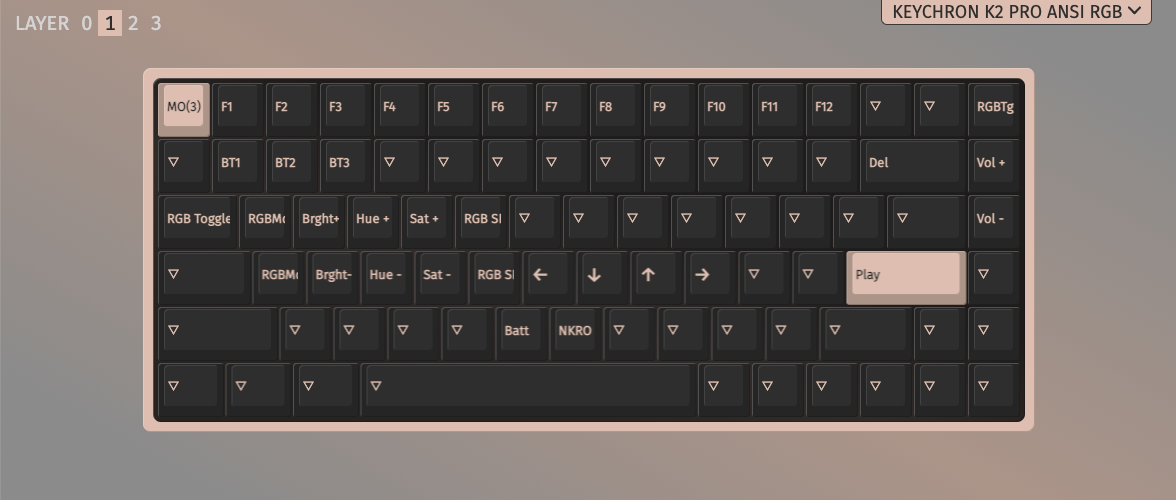 LAYER 0 1 2 3
KEYCHRON K2 PRO ANSI RGB
MO(3) F1 F2 F3 F4 F5 F6 F7 F8 F9 F10 F11 F12 ▽ ▽ RGBTg
▽ BT1 BT2 BT3 ▽ ▽ ▽ ▽ ▽ ▽ ▽ ▽ ▽ Del Vol +
RGB Toggle RGBMo Brght+ Hue + Sat + RGB S ▽ ▽ ▽ ▽ ▽ ▽ ▽ ▽ Vol -
▽ RGBMo Brght- Hue - Sat - RGB S ← ↓ ↑ → ▽ ▽ Play ▽
▽ ▽ ▽ ▽ ▽ Batt NKRO ▽ ▽ ▽ ▽ ▽ ▽ ▽
▽ ▽ ▽ ▽ ▽ ▽ ▽ ▽ ▽ ▽